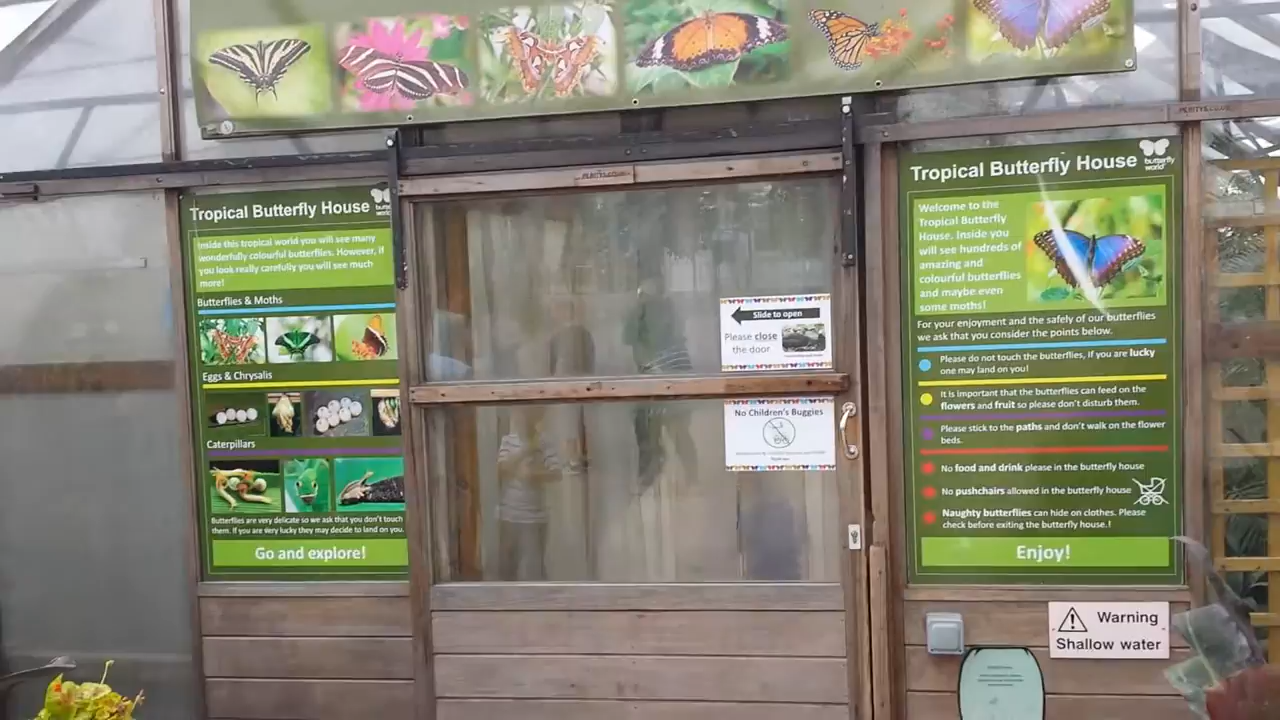 PERITYS.CO.UK
Tropical Butterfly House
butterfly
world
Inside this tropical world you will see many
wonderfully colourful butterflies. However, if
you look really carefully you will see much
more!
Butterflies & Moths
Eggs & Chrysalis
Caterpillars
Butterflies are very delicate so we ask that you don't touch
them. If you are very lucky they may decide to land on you.
Go and explore!
Slide to open
Please close
the door
No Children's Buggies
Tropical Butterfly House
butterfly
world
Welcome to the
Tropical Butterfly
House. Inside you
will see hundreds of
amazing and
colourful butterflies
and maybe even
some moths!
For your enjoyment and the safely of our butterflies
we ask that you consider the points below.
Please do not touch the butterflies, if you are lucky
one may land on you!
It is important that the butterflies can feed on the
flowers and fruit so please don't disturb them.
Please stick to the paths and don't walk on the flower
beds.
No food and drink please in the butterfly house
No pushchairs allowed in the butterfly house
Naughty butterflies can hide on clothes. Please
check before exiting the butterfly house.!
Enjoy!
Warning
Shallow water